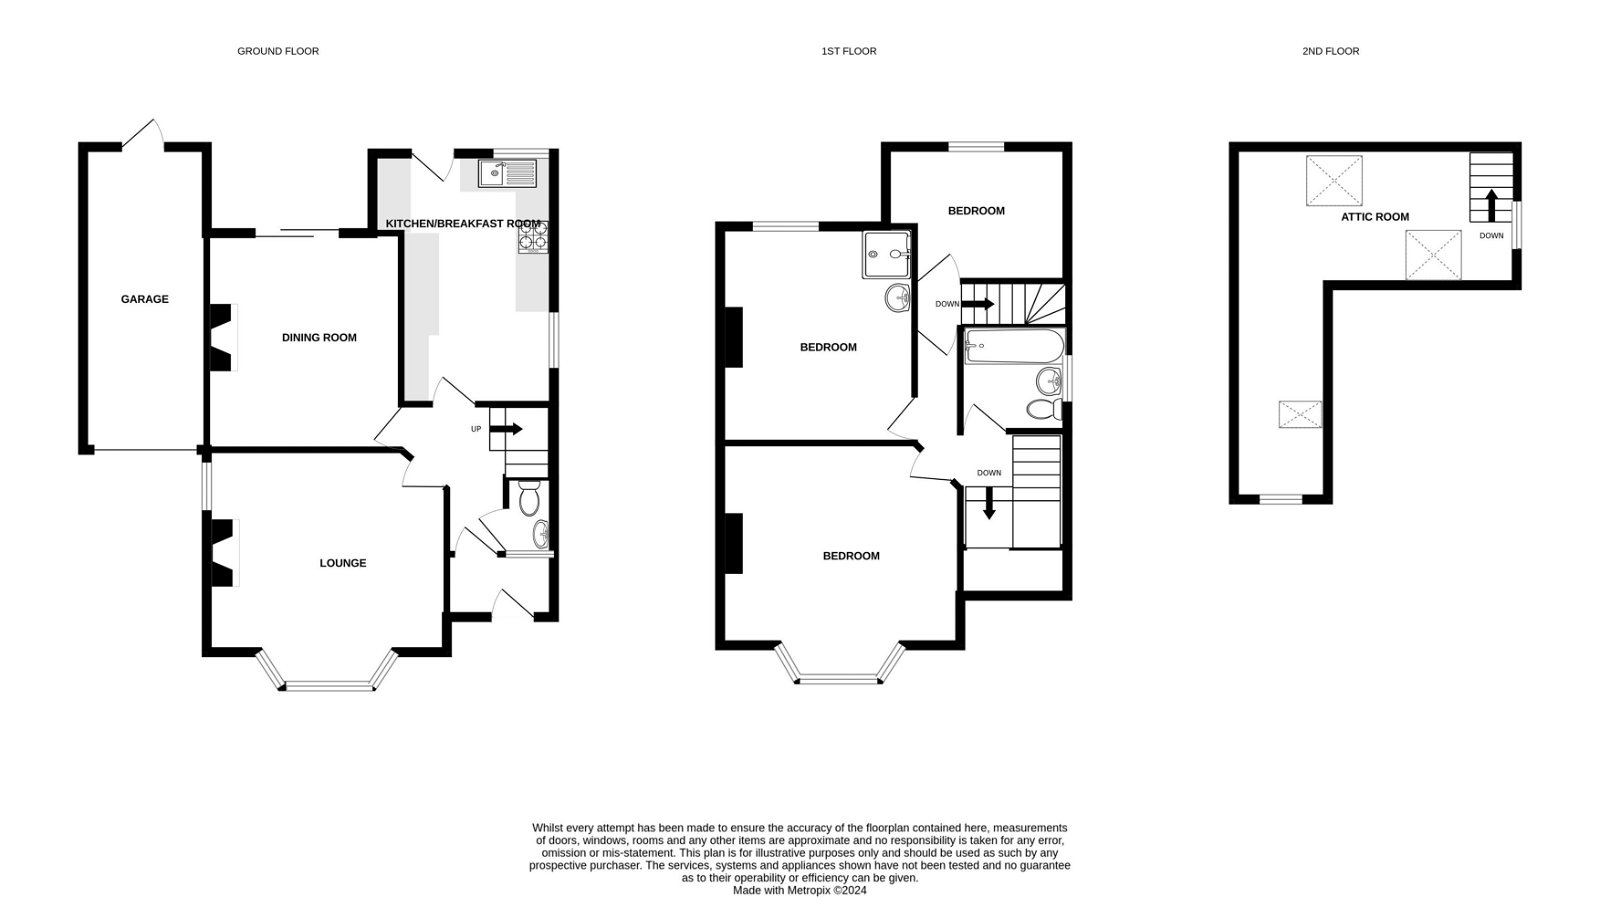 GROUND FLOOR
1ST FLOOR
2ND FLOOR
KITCHEN/BREAKFAST ROOM
GARAGE
DINING ROOM
UP
LOUNGE
BEDROOM
DOWN
BEDROOM
DOWN
BEDROOM
ATTIC ROOM
DOWN
Whilst every attempt has been made to ensure the accuracy of the floorplan contained here, measurements
of doors, windows, rooms and any other items are approximate and no responsibility is taken for any error,
omission or mis-statement. This plan is for illustrative purposes only and should be used as such by any
prospective purchaser. The services, systems and appliances shown have not been tested and no guarantee
as to their operability or efficiency can be given.
Made with Metropix ©2024